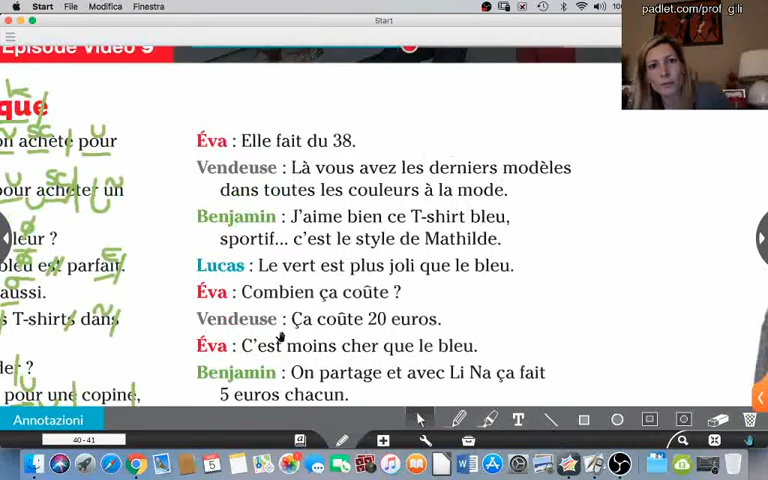 Start File Modifica Finestra
padlet.com/prof_gili
Start
Episode Video 9
que
on achète pour
Éva : Elle fait du 38.
Vendeuse : Là vous avez les derniers modèles
pour acheter un
dans toutes les couleurs à la mode.
Benjamin : J'aime bien ce T-shirt bleu,
leur ?
sportif... c'est le style de Mathilde.
bleu est parfait.
Lucas : Le vert est plus joli que le bleu.
aussi.
Éva : Combien ça coûte ?
s T-shirts dans
Vendeuse : Ça coûte 20 euros.
Éva : C'est moins cher que le bleu.
der ?
Benjamin : On partage et avec Li Na ça fait
pour une copine,
5 euros chacun.
Annotazioni
T
40-41
5